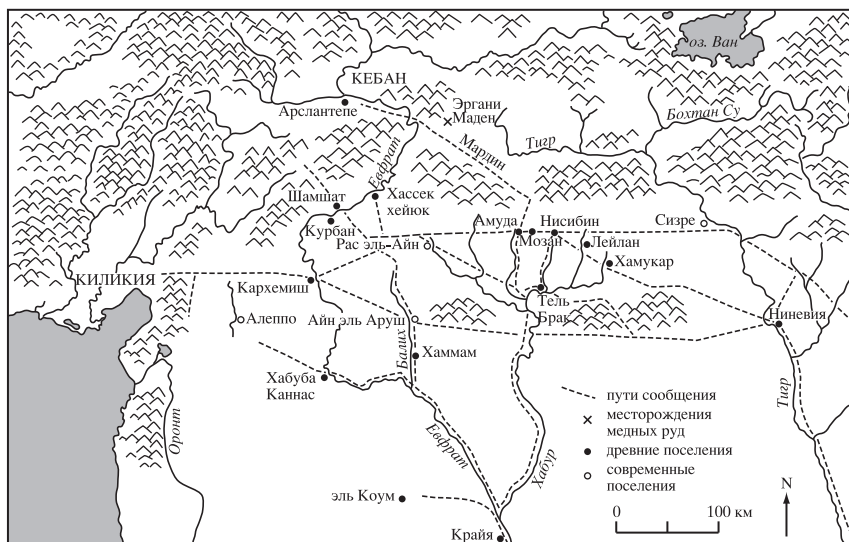 оз. Ван
КЕБАН
Арслантепе
Эргани
Маден
Бохтан Су
Тигр
Мардин
Евфрат
Шамшат
Хассек
хейюк
Курбан
Амуда
Нисибин
Сизре
Рас эль-Айн
Мозан
Лейлан
Хамукар
КИЛИКИЯ
Кархемиш
Тель
Брак
Ниневия
Алеппо
Айн эль Аруш
Балих
Хаммам
Хабуба
Каннас
Оронт
Евфрат
Хабур
Тигр
эль Коум
Крайя
пути сообщения
месторождения
медных руд
древние поселения
современные
поселения
N
0 100 км